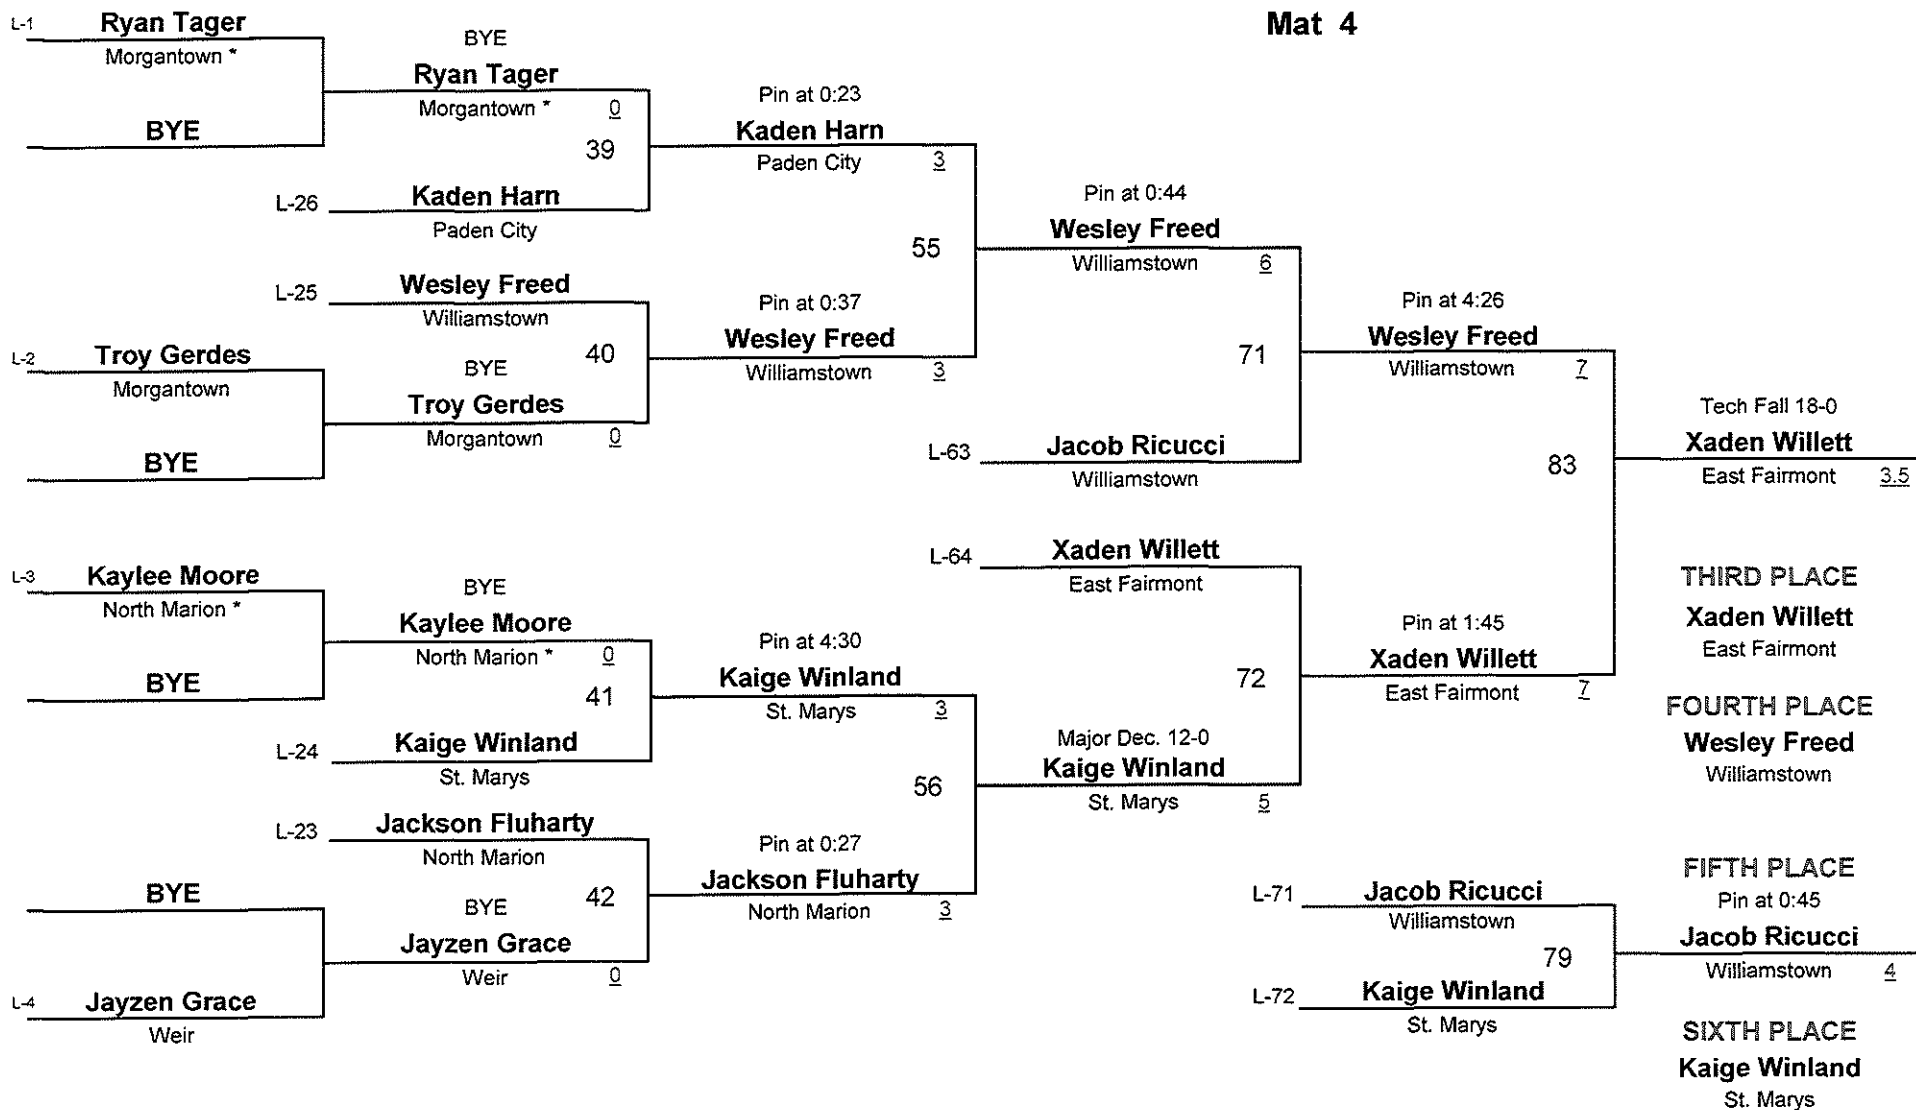 Mat 4
L-1 Ryan Tager
Morgantown *
BYE
BYE
Ryan Tager
Morgantown * 0
39
L-26 Kaden Harn
Paden City
Pin at 0:23
Kaden Harn
Paden City 3
L-25 Wesley Freed
Williamstown
40
L-2 Troy Gerdes
Morgantown
BYE
BYE
Troy Gerdes
Morgantown 0
Pin at 0:37
Wesley Freed
Williamstown 3
55
Pin at 0:44
Wesley Freed
Williamstown 6
71
L-63 Jacob Ricucci
Williamstown
Pin at 4:26
Wesley Freed
Williamstown 7
83
Tech Fall 18-0
Xaden Willett
East Fairmont 3.5
L-3 Kaylee Moore
North Marion *
BYE
BYE
Kaylee Moore
North Marion * 0
41
L-24 Kaige Winland
St. Marys
Pin at 4:30
Kaige Winland
St. Marys 3
L-23 Jackson Fluharty
North Marion
42
BYE
L-4 Jayzen Grace
Weir
BYE
Jayzen Grace
Weir 0
Pin at 0:27
Jackson Fluharty
North Marion 3
56
L-64 Xaden Willett
East Fairmont
72
Major Dec. 12-0
Kaige Winland
St. Marys 5
Pin at 1:45
Xaden Willett
East Fairmont 7
THIRD PLACE
Xaden Willett
East Fairmont
FOURTH PLACE
Wesley Freed
Williamstown
L-71 Jacob Ricucci
Williamstown
79
L-72 Kaige Winland
St. Marys
FIFTH PLACE
Pin at 0:45
Jacob Ricucci
Williamstown 4
SIXTH PLACE
Kaige Winland
St. Marys